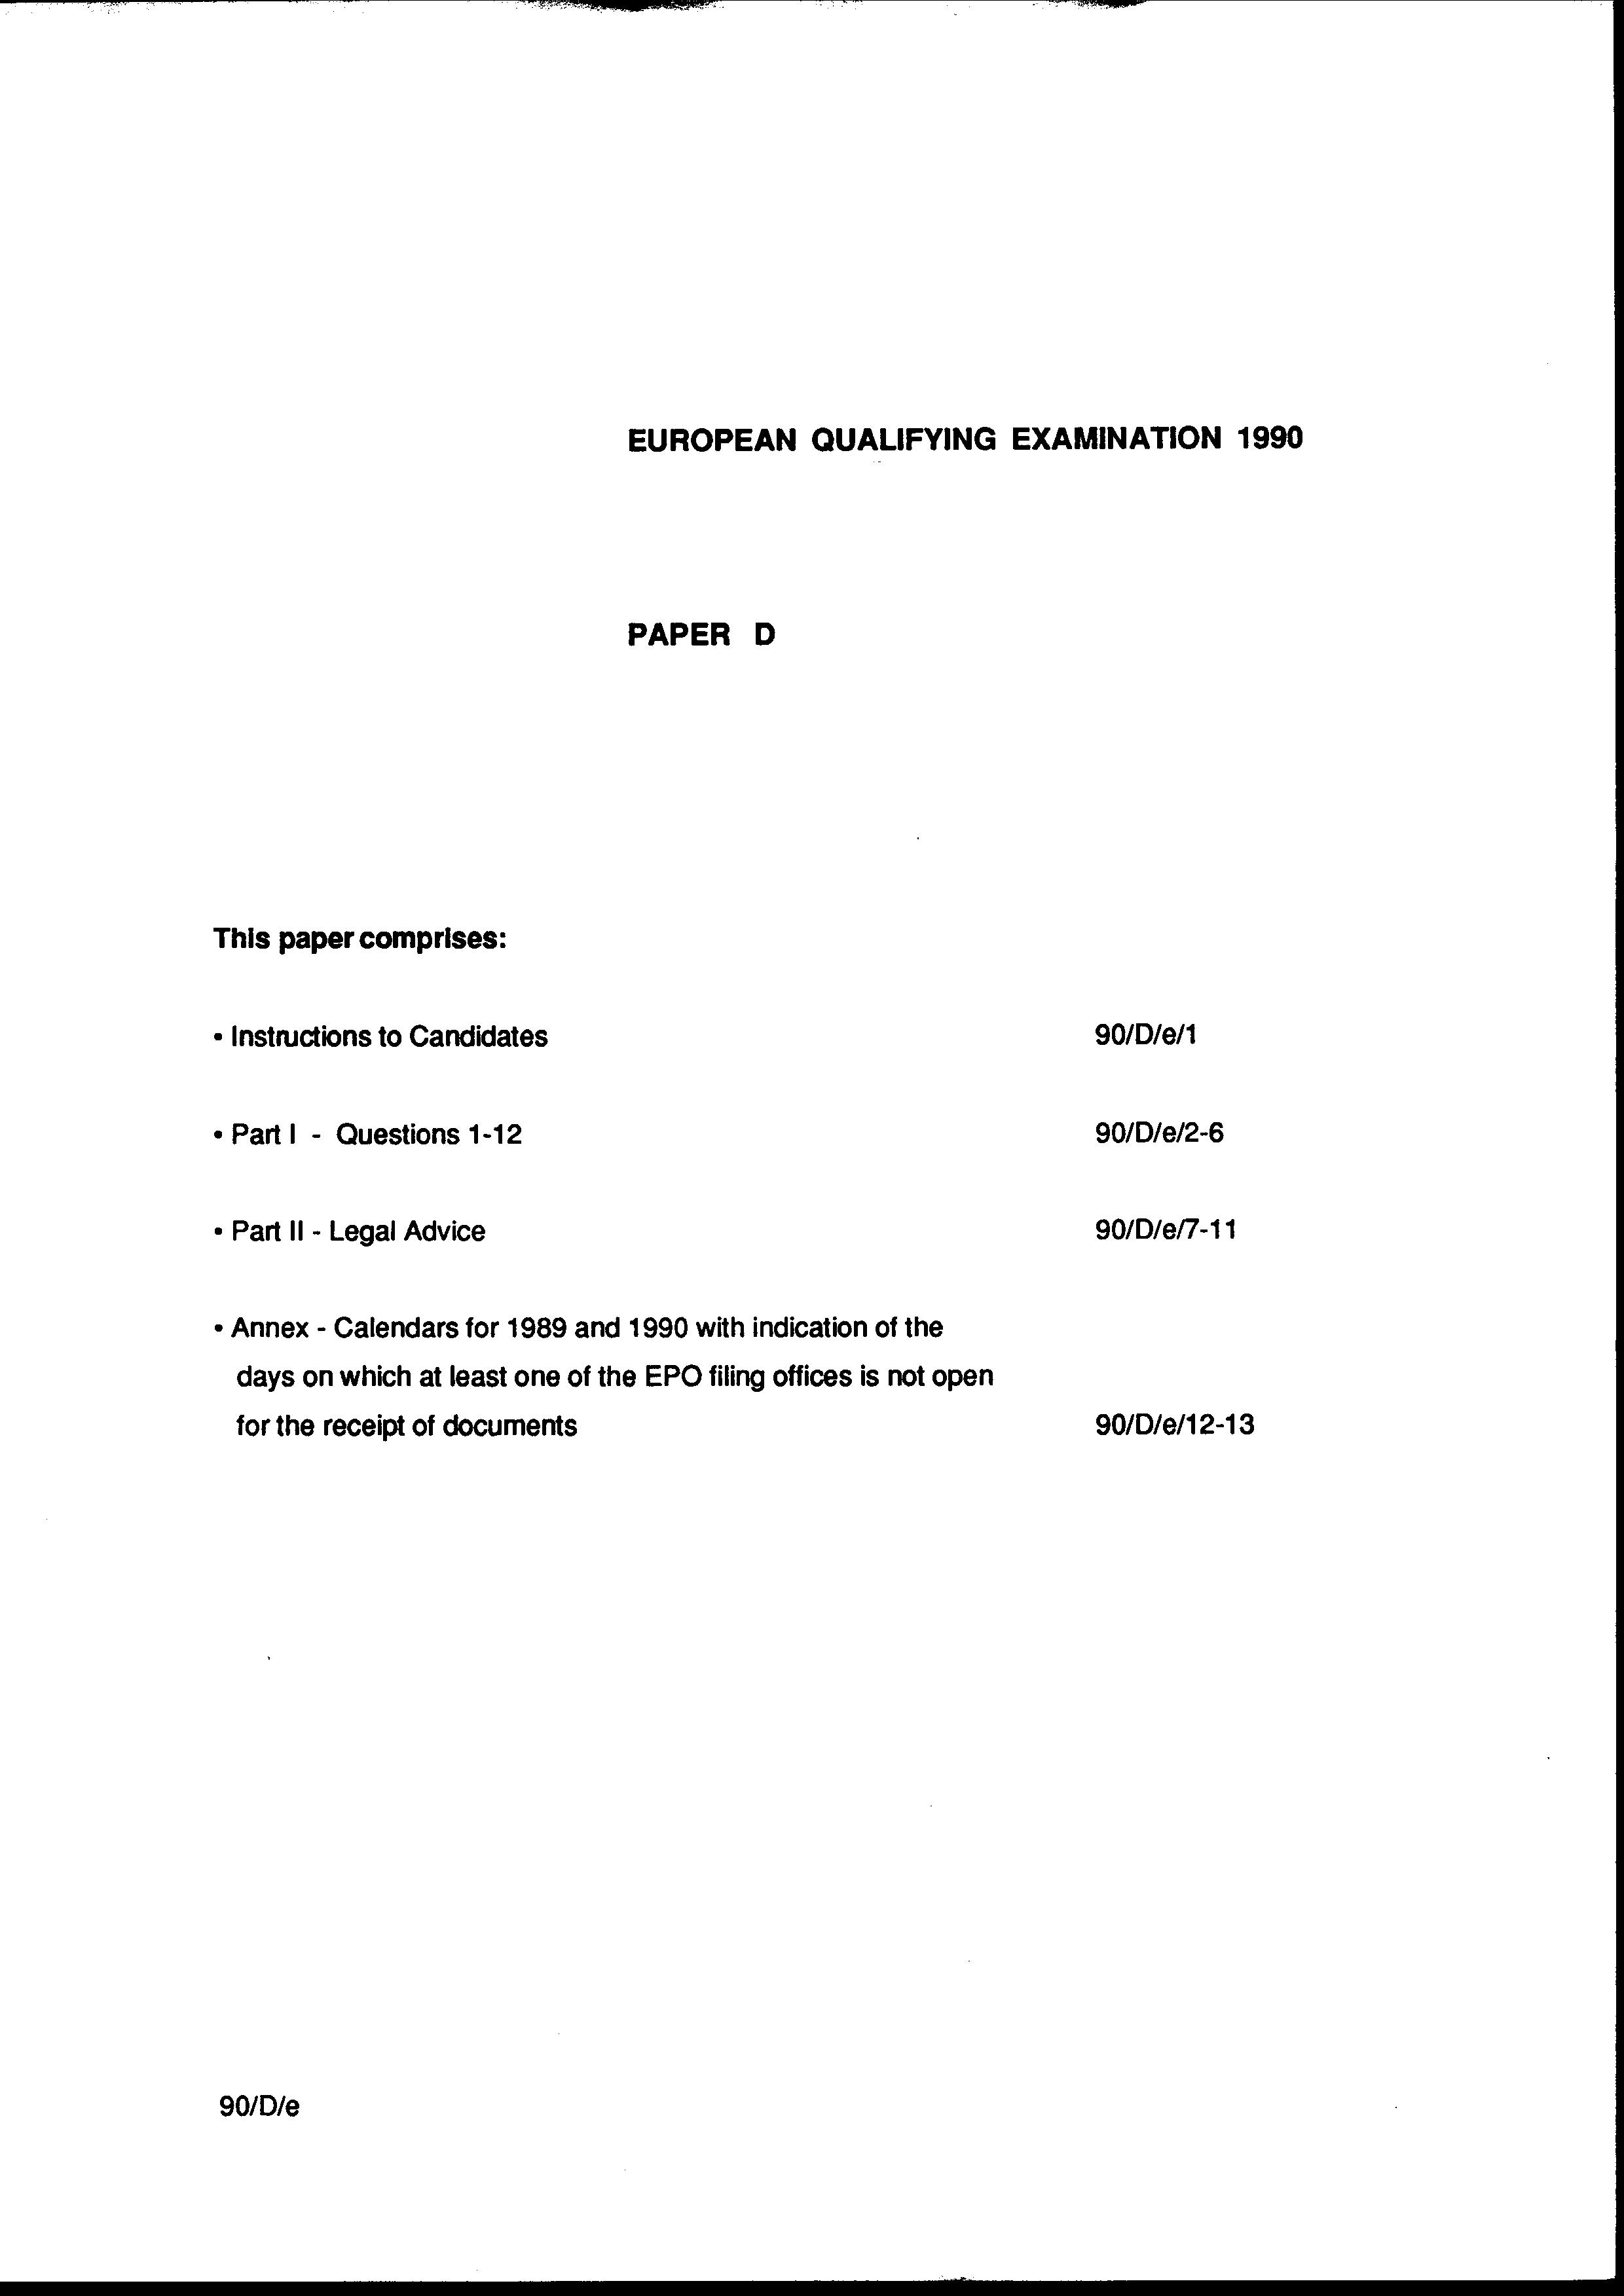 EUROPEAN QUALIFYING EXAMINATION 1990
PAPER D
This paper comprises:
• Instructions to Candidates 90/D/e/1
• Part I - Questions 1-12 90/D/e/2-6
• Part II - Legal Advice 90/D/e/7-11
• Annex - Calendars for 1989 and 1990 with indication of the
days on which at least one of the EPO filing offices is not open
for the receipt of documents 90/D/e/12-13
90/D/e